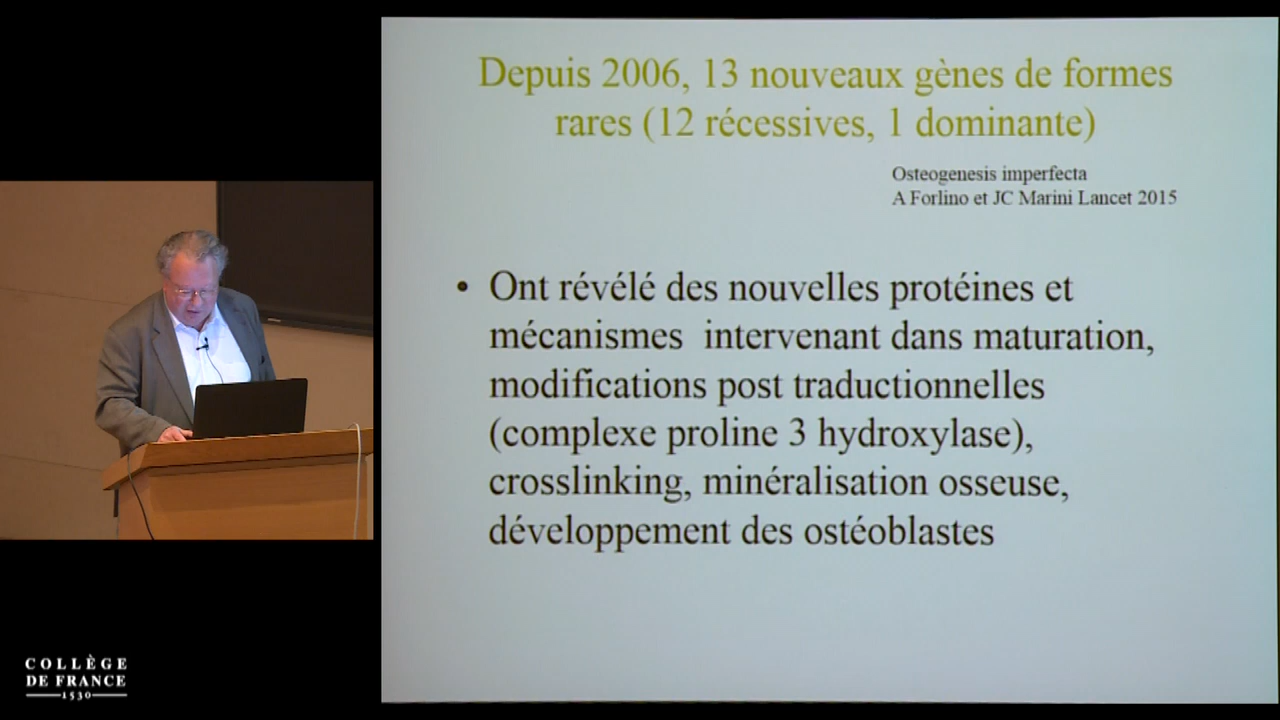 Depuis 2006, 13 nouveaux gènes de formes
rares (12 récessives, 1 dominante)
Osteogenesis imperfecta
A Forlino et JC Marini Lancet 2015
• Ont révélé des nouvelles protéines et
mécanismes intervenant dans maturation,
modifications post traductionnelles
(complexe proline 3 hydroxylase),
crosslinking, minéralisation osseuse,
développement des ostéoblastes
COLLÈGE
DE FRANCE
1530